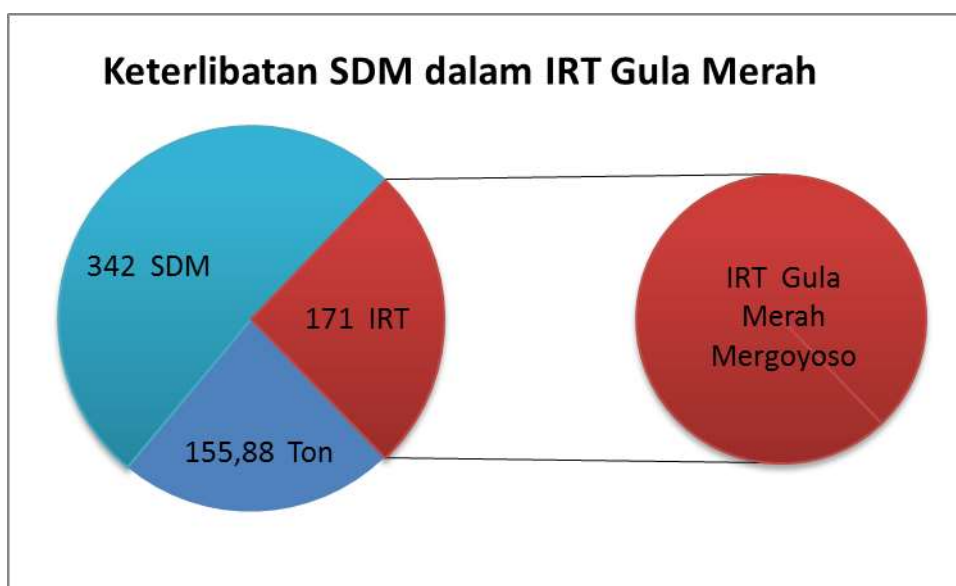 Keterlibatan SDM dalam IRT Gula Merah
342 SDM
171 IRT
155,88 Ton
IRT Gula
Merah
Mergoyoso